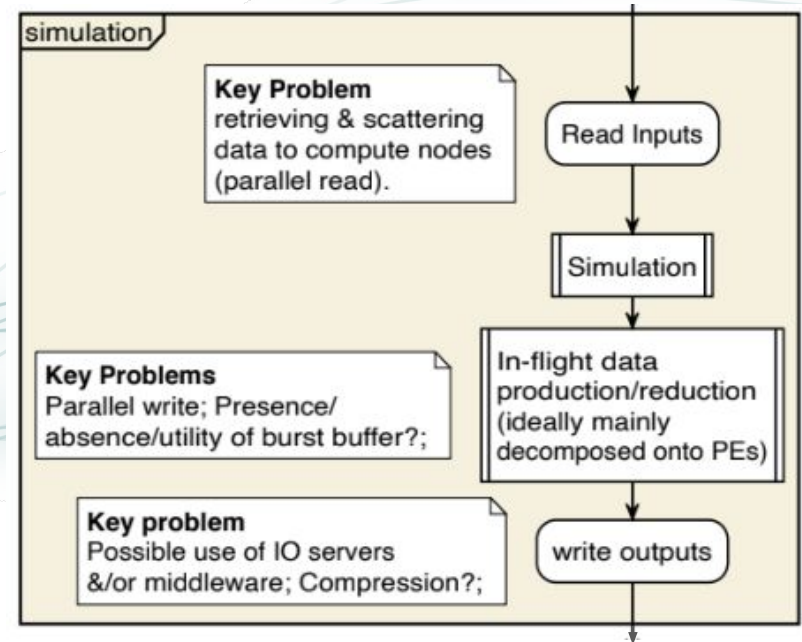 simulation
Key Problem
retrieving & scattering
data to compute nodes
(parallel read).
Read Inputs
Simulation
Key Problems
Parallel write; Presence/
absence/utility of burst buffer?;
In-flight data
production/reduction
(ideally mainly
decomposed onto PEs)
Key problem
Possible use of IO servers
&/or middleware; Compression?;
write outputs